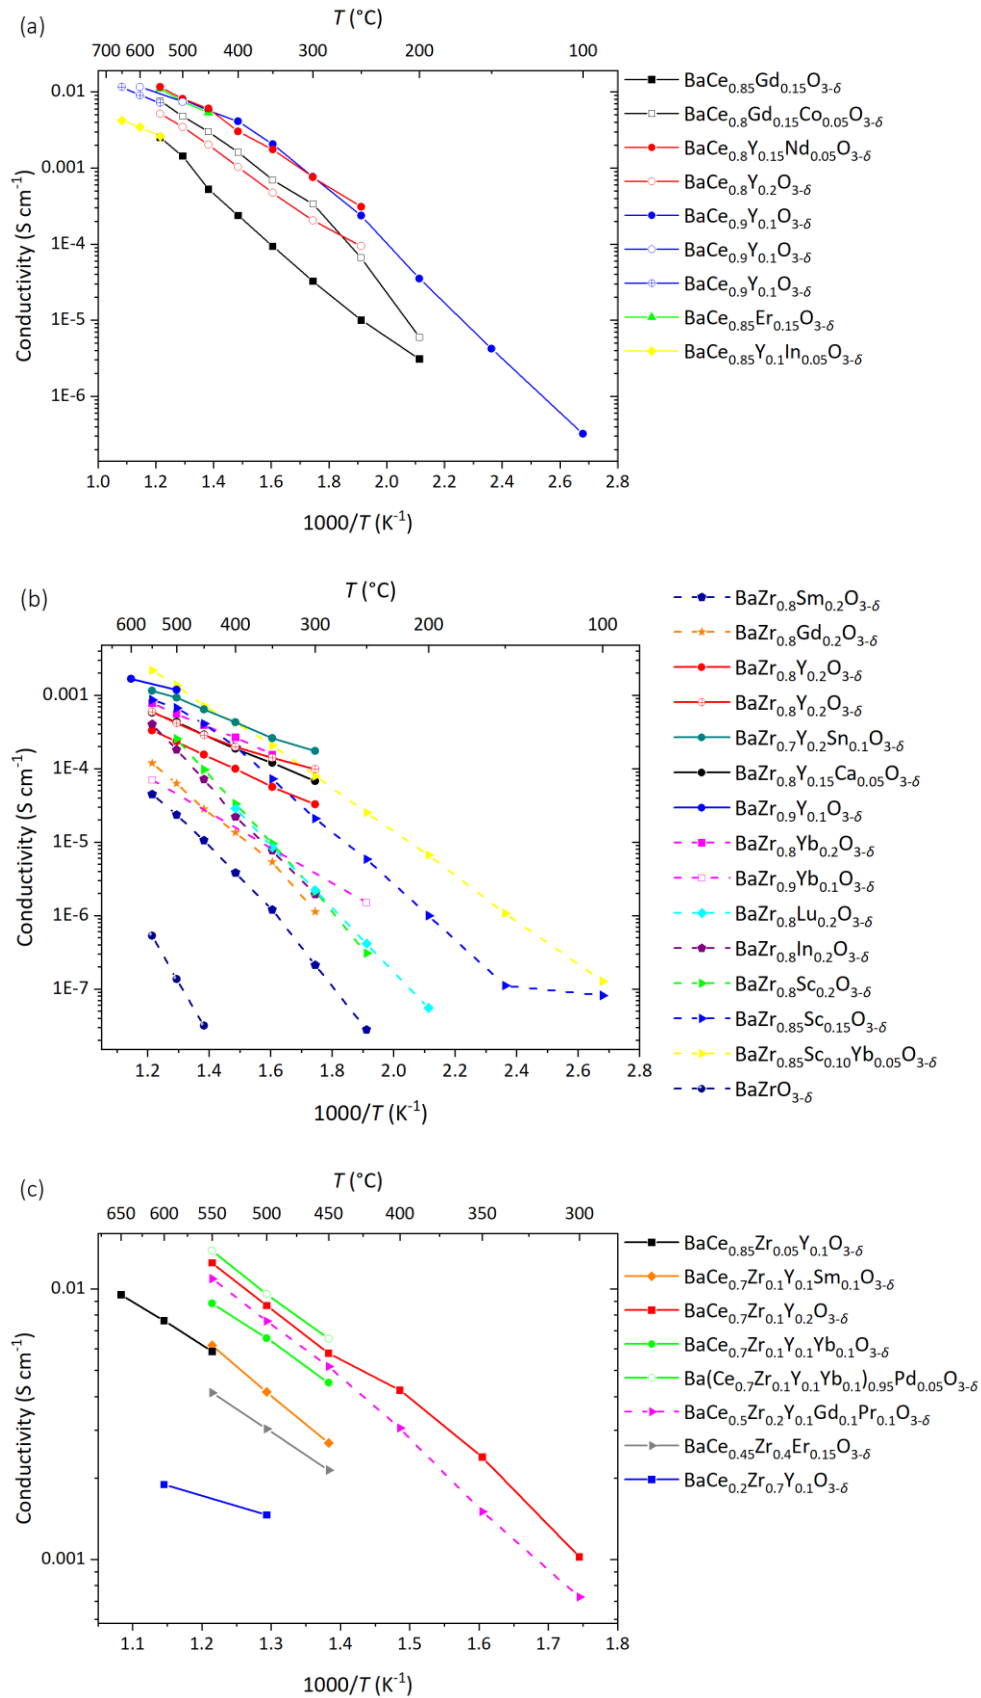 (a)
T (°C)
700 600 500 400 300 200 100
0.01
0.001
1E-4
1E-5
1E-6
Conductivity (S cm⁻¹)
1.0 1.2 1.4 1.6 1.8 2.0 2.2 2.4 2.6 2.8
1000/T (K⁻¹)
BaCe₀.₈₅Gd₀.₁₅O₃₋δ
BaCe₀.₈Gd₀.₁₅Co₀.₀₅O₃₋δ
BaCe₀.₈Y₀.₁₅Nd₀.₀₅O₃₋δ
BaCe₀.₈Y₀.₂O₃₋δ
BaCe₀.₉Y₀.₁O₃₋δ
BaCe₀.₉Y₀.₁O₃₋δ
BaCe₀.₉Y₀.₁O₃₋δ
BaCe₀.₈₅Er₀.₁₅O₃₋δ
BaCe₀.₈₅Y₀.₁In₀.₀₅O₃₋δ
(b)
T (°C)
600 500 400 300 200 100
0.001
1E-4
1E-5
1E-6
1E-7
Conductivity (S cm⁻¹)
1.2 1.4 1.6 1.8 2.0 2.2 2.4 2.6 2.8
1000/T (K⁻¹)
BaZr₀.₈Sm₀.₂O₃₋δ
BaZr₀.₈Gd₀.₂O₃₋δ
BaZr₀.₈Y₀.₂O₃₋δ
BaZr₀.₈Y₀.₂O₃₋δ
BaZr₀.₇Y₀.₂Sn₀.₁O₃₋δ
BaZr₀.₈Y₀.₁₅Ca₀.₀₅O₃₋δ
BaZr₀.₉Y₀.₁O₃₋δ
BaZr₀.₈Yb₀.₂O₃₋δ
BaZr₀.₉Yb₀.₁O₃₋δ
BaZr₀.₈Lu₀.₂O₃₋δ
BaZr₀.₈In₀.₂O₃₋δ
BaZr₀.₈Sc₀.₂O₃₋δ
BaZr₀.₈₅Sc₀.₁₅O₃₋δ
BaZr₀.₈₅Sc₀.₁₀Yb₀.₀₅O₃₋δ
BaZrO₃₋δ
(c)
T (°C)
650 600 550 500 450 400 350 300
0.01
0.001
Conductivity (S cm⁻¹)
1.1 1.2 1.3 1.4 1.5 1.6 1.7 1.8
1000/T (K⁻¹)
BaCe₀.₈₅Zr₀.₀₅Y₀.₁O₃₋δ
BaCe₀.₇Zr₀.₁Y₀.₁Sm₀.₁O₃₋δ
BaCe₀.₇Zr₀.₁Y₀.₂O₃₋δ
BaCe₀.₇Zr₀.₁Y₀.₁Yb₀.₁O₃₋δ
Ba(Ce₀.₇Zr₀.₁Y₀.₁Yb₀.₁)₀.₉₅Pd₀.₀₅O₃₋δ
BaCe₀.₅Zr₀.₂Y₀.₁Gd₀.₁Pr₀.₁O₃₋δ
BaCe₀.₄₅Zr₀.₄Er₀.₁₅O₃₋δ
BaCe₀.₂Zr₀.₇Y₀.₁O₃₋δ